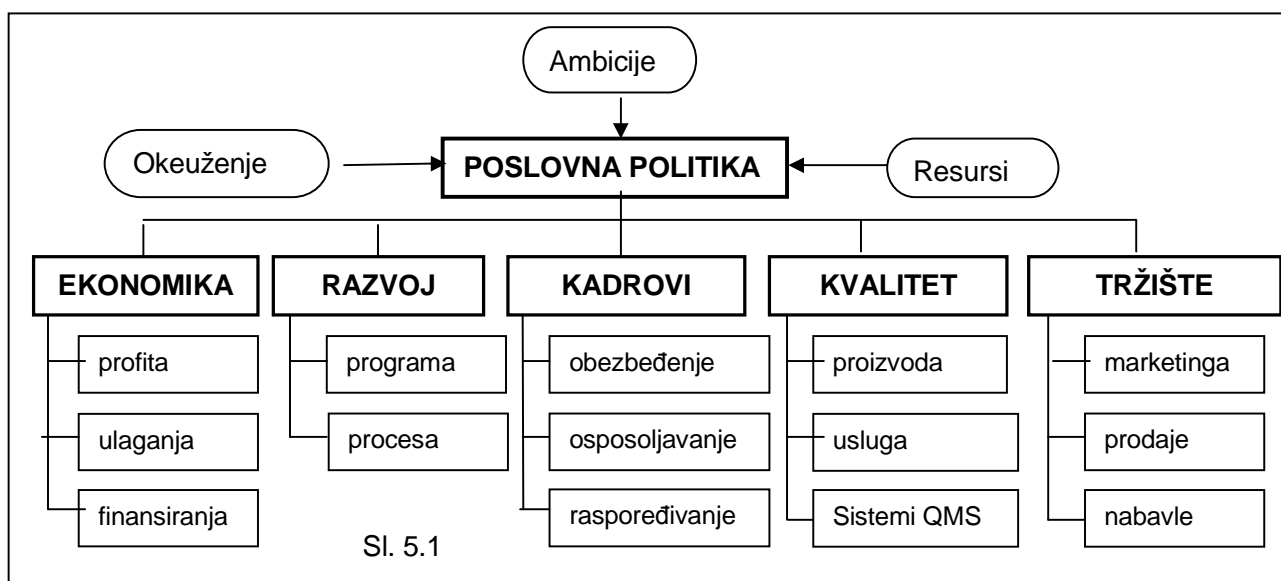 Ambicije
Okeuženje
POSLOVNA POLITIKA
Resursi
EKONOMIKA
RAZVOJ
KADROVI
KVALITET
TRŽIŠTE
profita
programa
obezbeđenje
proizvoda
marketinga
ulaganja
procesa
osposoljavanje
usluga
prodaje
finansiranja
raspoređivanje
Sistemi QMS
nabavle
Sl. 5.1